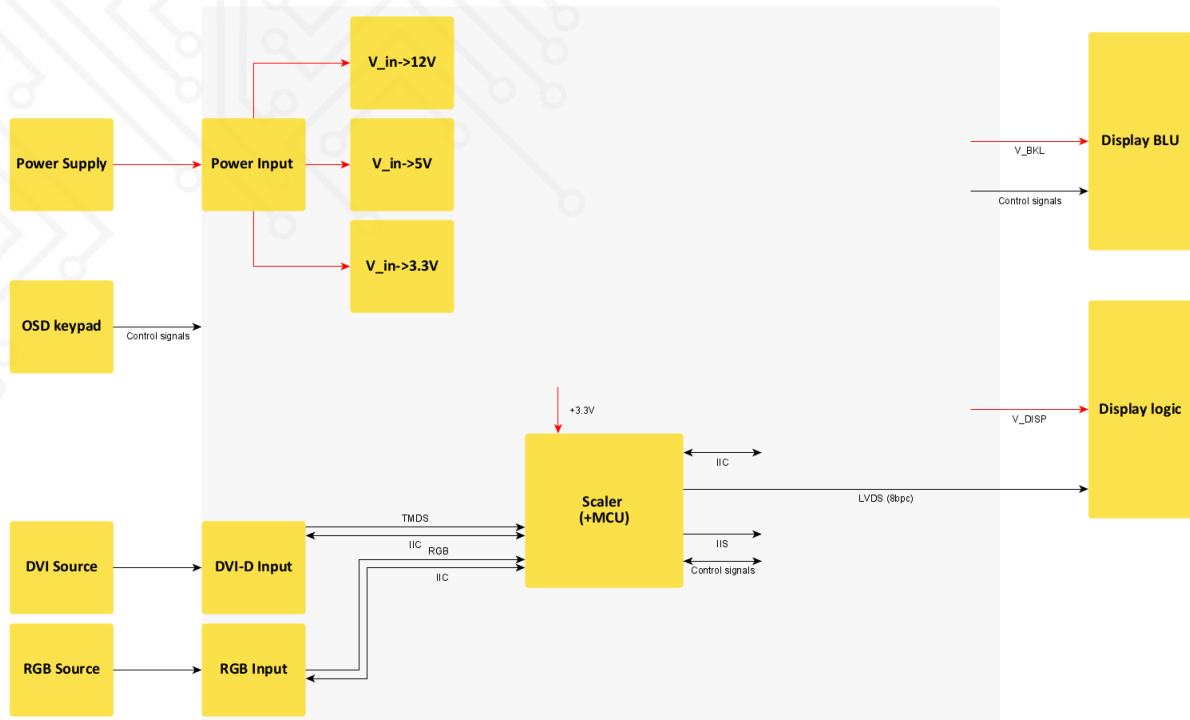 V_in->12V
Power Supply
Power Input
V_in->5V
V_in->3.3V
Display BLU
V_BKL
Control signals
OSD keypad
Control signals
+3.3V
Display logic
V_DISP
Scaler
(+MCU)
IIC
LVDS (8bpc)
IIS
Control signals
TMDS
IIC
RGB
IIC
DVI Source
DVI-D Input
RGB Source
RGB Input